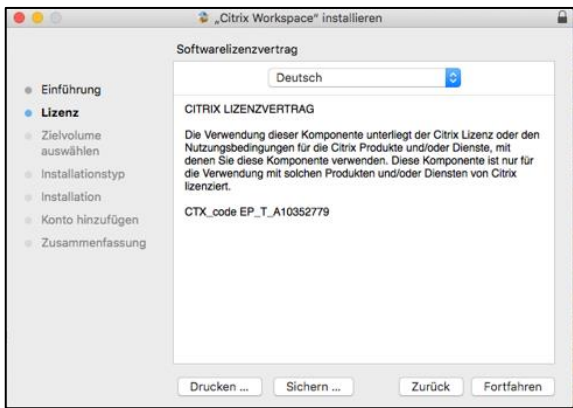 „Citrix Workspace“ installieren
Softwarelizenzvertrag
Einführung
Lizenz
Zielvolume
auswählen
Installationstyp
Installation
Konto hinzufügen
Zusammenfassung
Deutsch
CITRIX LIZENZVERTRAG
Die Verwendung dieser Komponente unterliegt der Citrix Lizenz oder den
Nutzungsbedingungen für die Citrix Produkte und/oder Dienste, mit
denen Sie diese Komponente verwenden. Diese Komponente ist nur für
die Verwendung mit solchen Produkten und/oder Diensten von Citrix
lizenziert.
CTX_code EP_T_A10352779
Drucken ...
Sichern ...
Zurück
Fortfahren